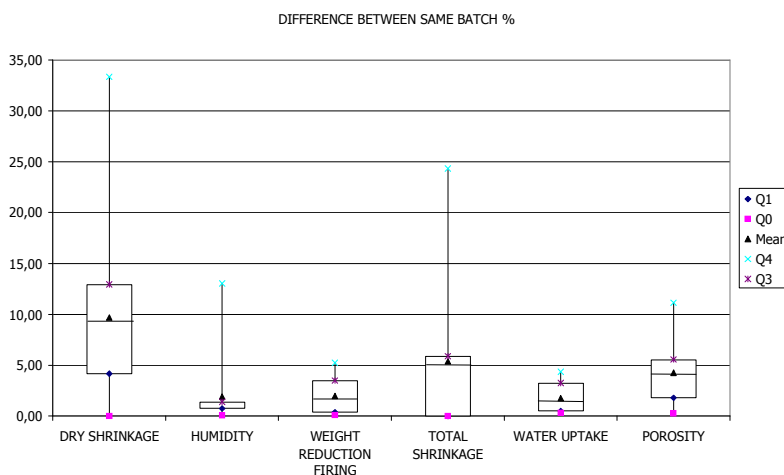 DIFFERENCE BETWEEN SAME BATCH %
35,00
30,00
25,00
20,00
15,00
10,00
5,00
0,00
DRY SHRINKAGE
HUMIDITY
WEIGHT
REDUCTION
FIRING
TOTAL
SHRINKAGE
WATER UPTAKE
POROSITY
Q1
Q0
Mean
Q4
Q3